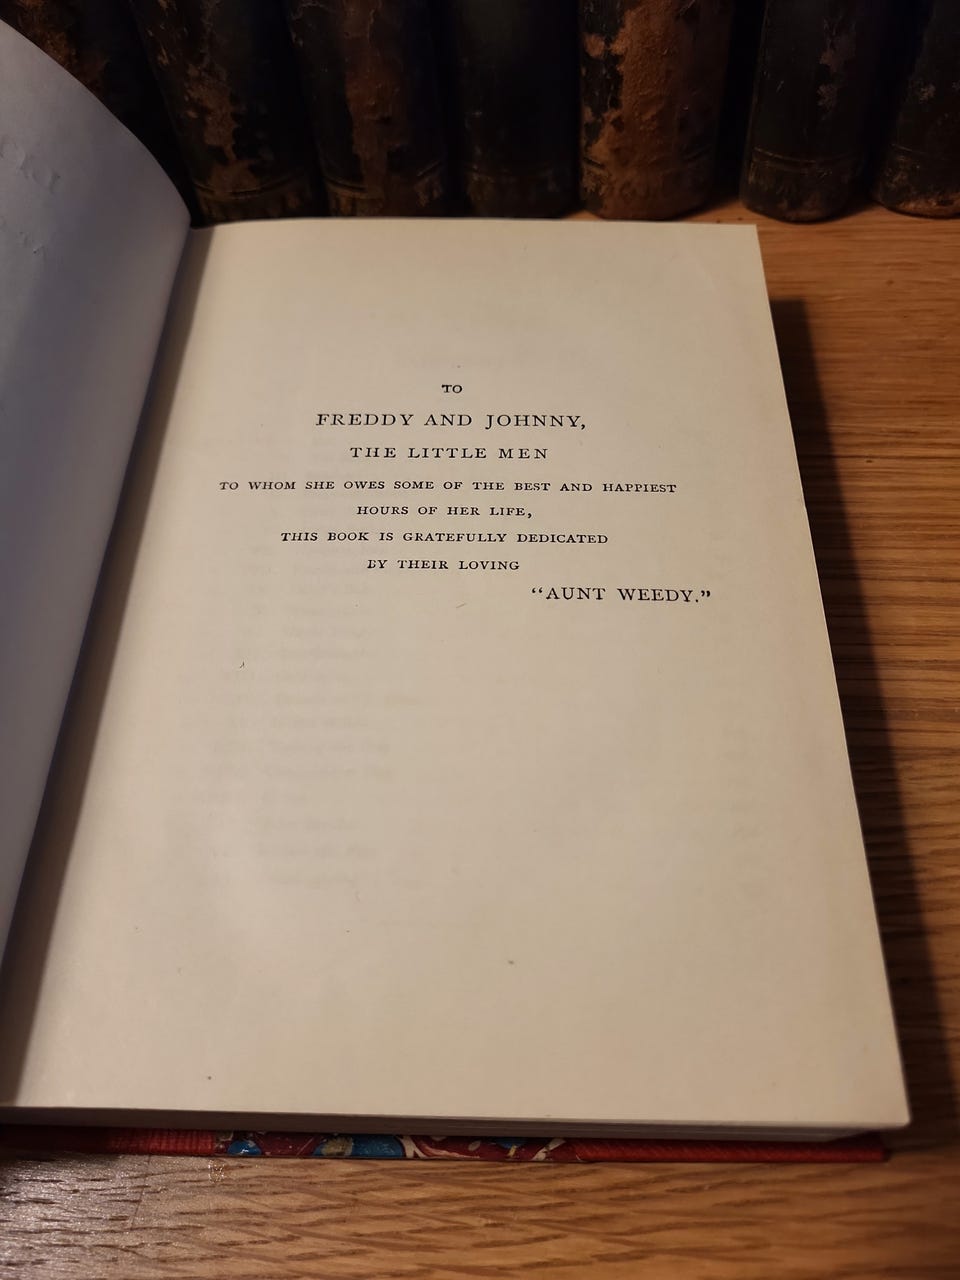 TO
FREDDY AND JOHNNY,
THE LITTLE MEN
TO WHOM SHE OWES SOME OF THE BEST AND HAPPIEST
HOURS OF HER LIFE,
THIS BOOK IS GRATEFULLY DEDICATED
BY THEIR LOVING
“AUNT WEEDY.”